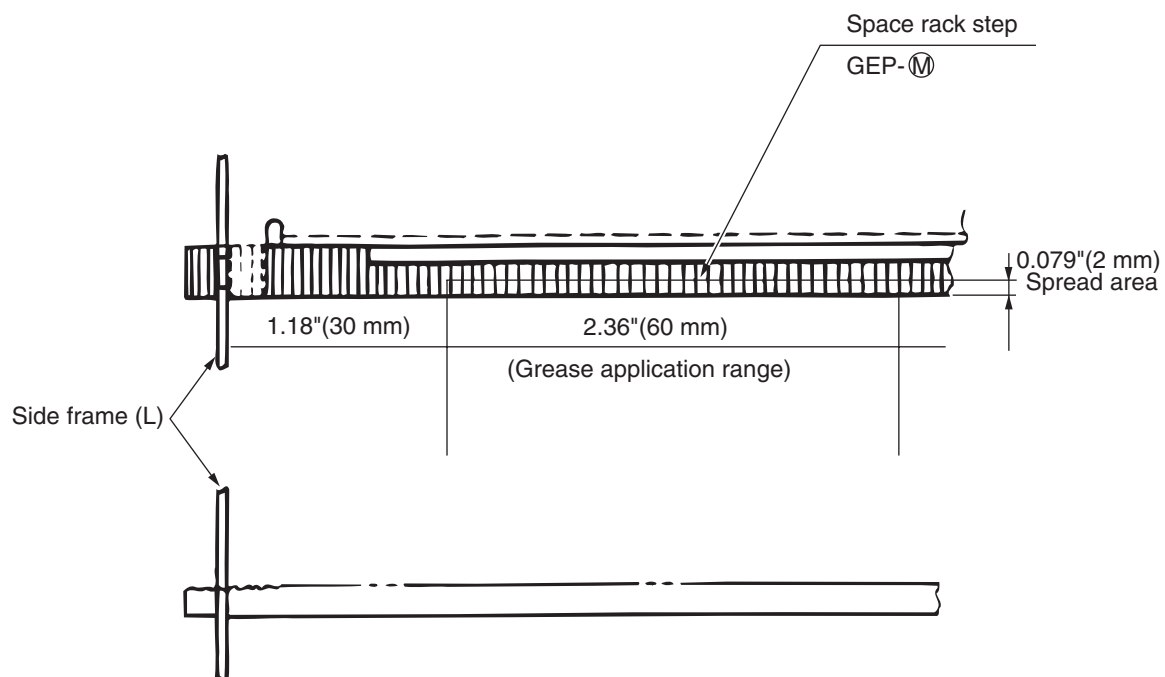 Space rack step
GEP-Ⓜ
0.079"(2 mm)
Spread area
1.18"(30 mm)
2.36"(60 mm)
(Grease application range)
Side frame (L)